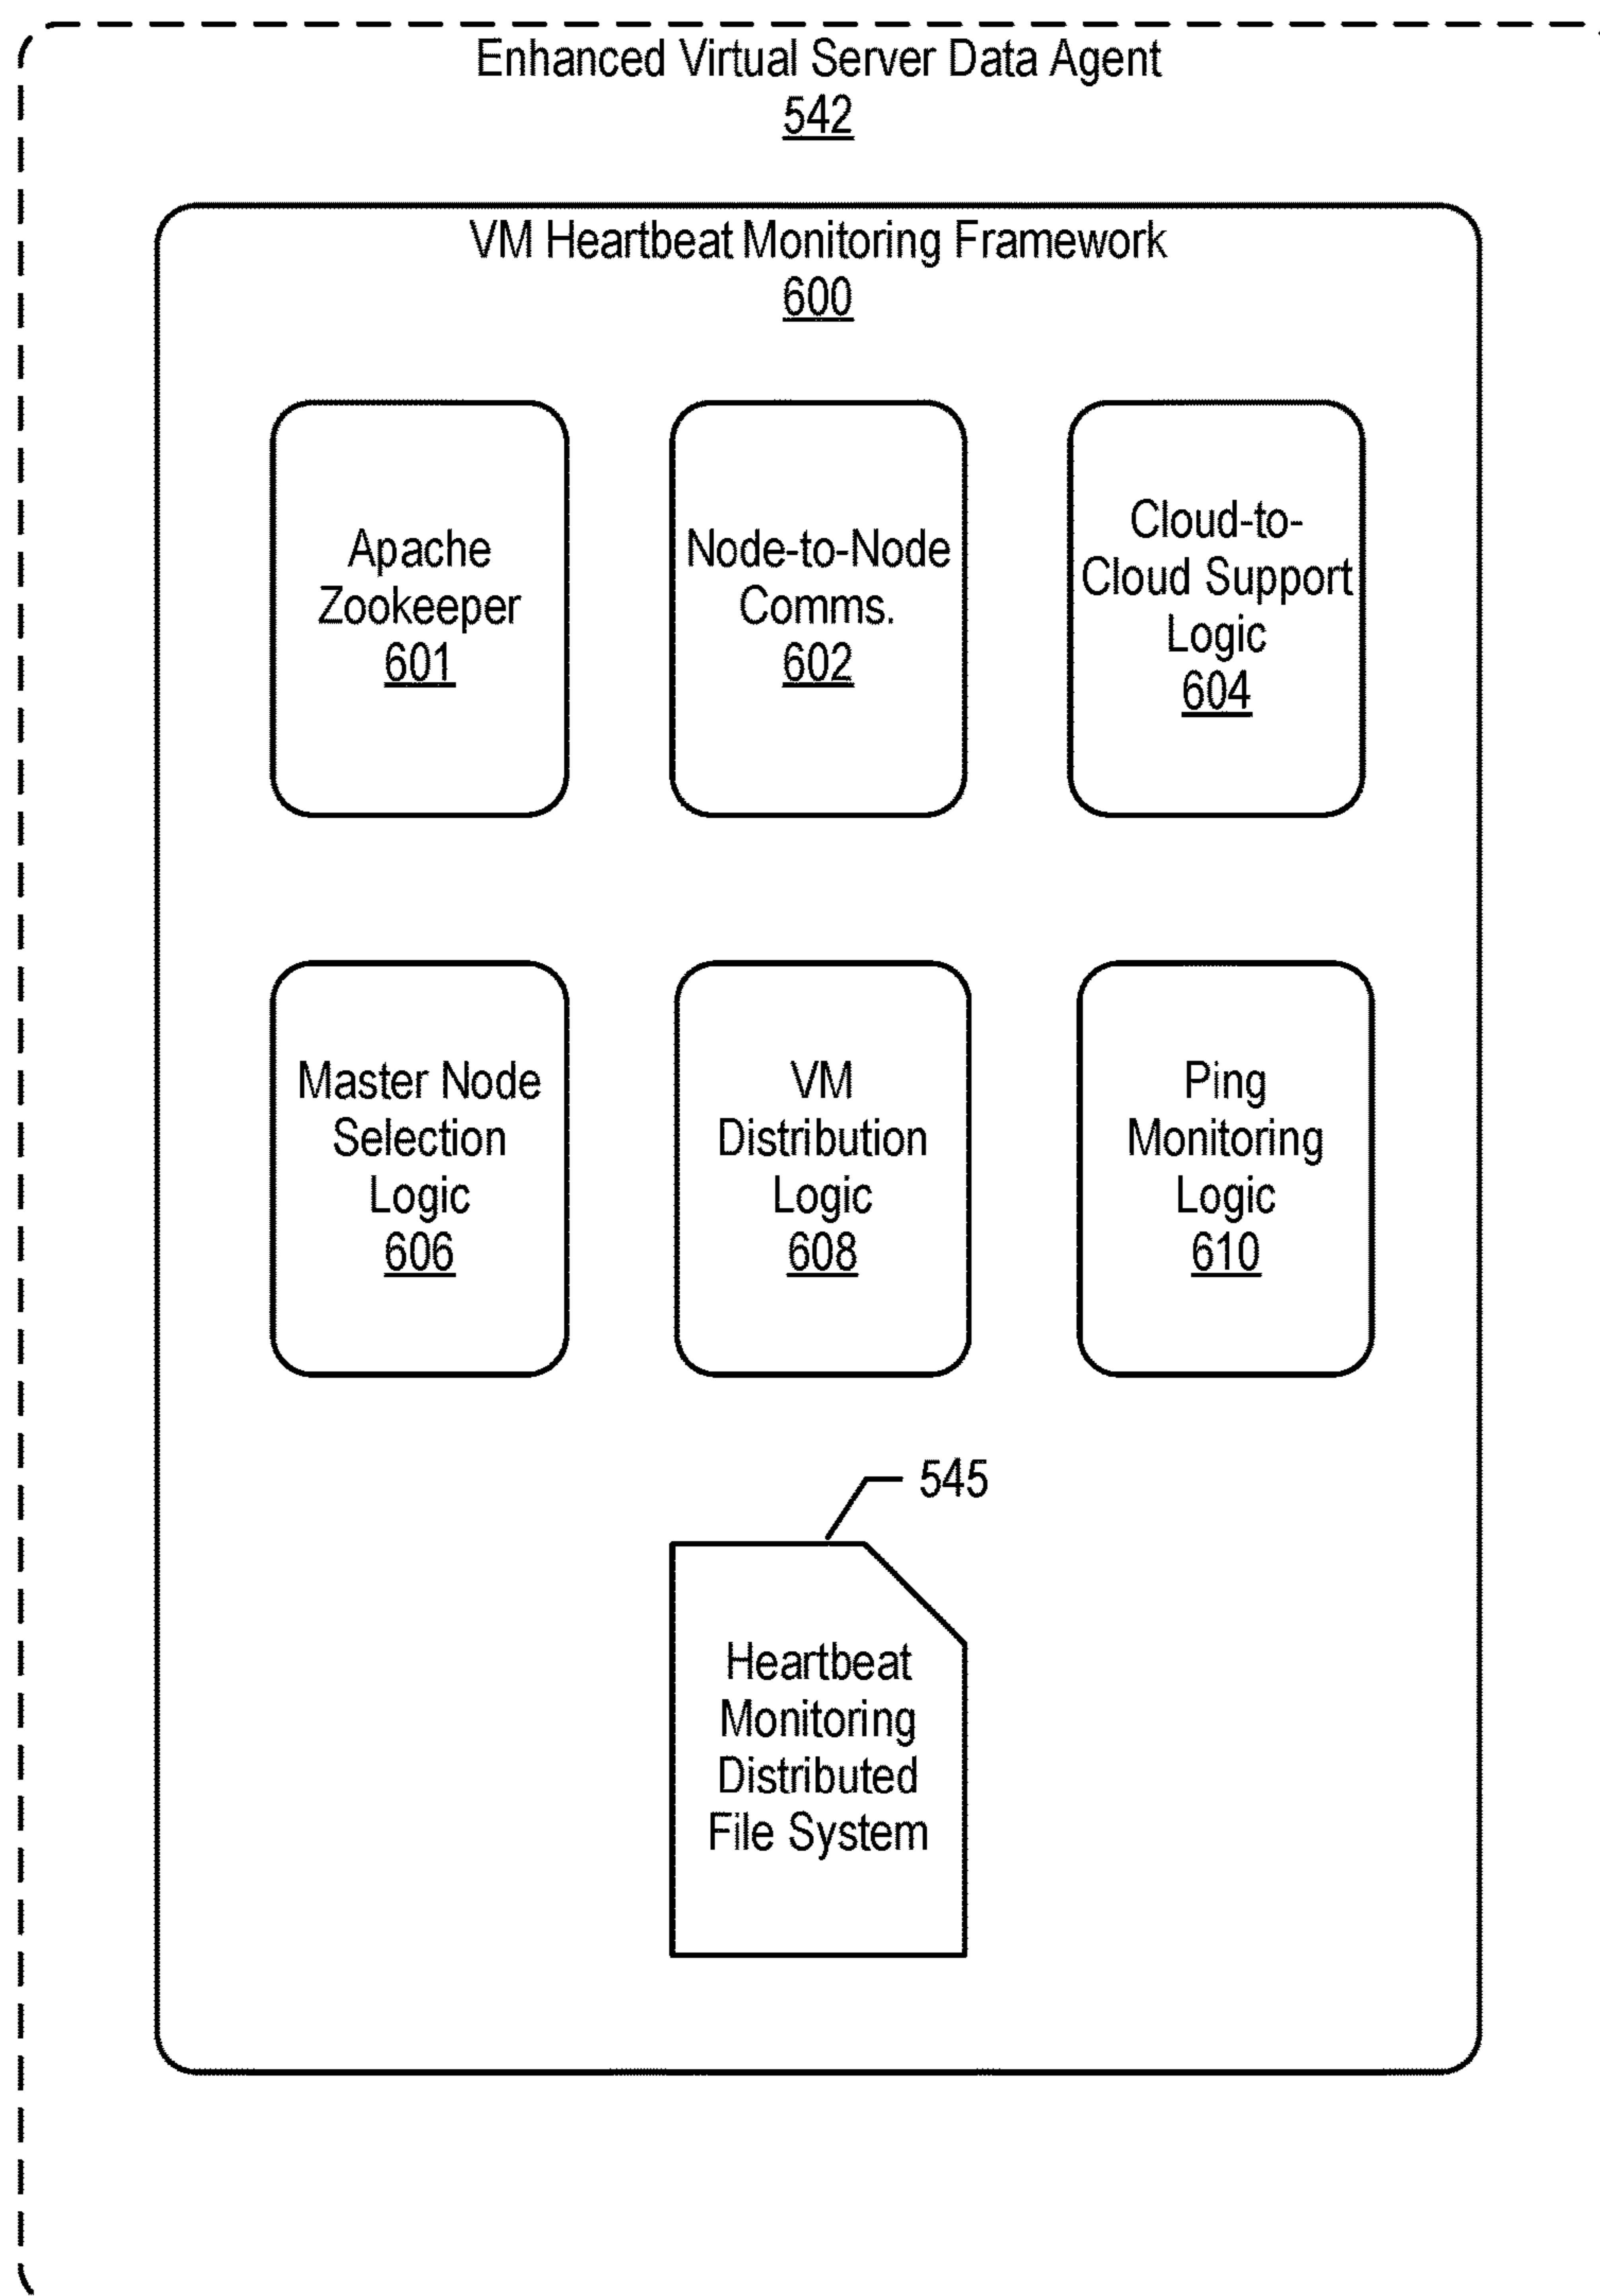 Enhanced Virtual Server Data Agent
542
VM Heartbeat Monitoring Framework
600
Apache
Zookeeper
601
Node-to-Node
Comms.
602
Cloud-to-
Cloud Support
Logic
604
Master Node
Selection
Logic
606
VM
Distribution
Logic
608
Ping
Monitoring
Logic
610
545
Heartbeat
Monitoring
Distributed
File System